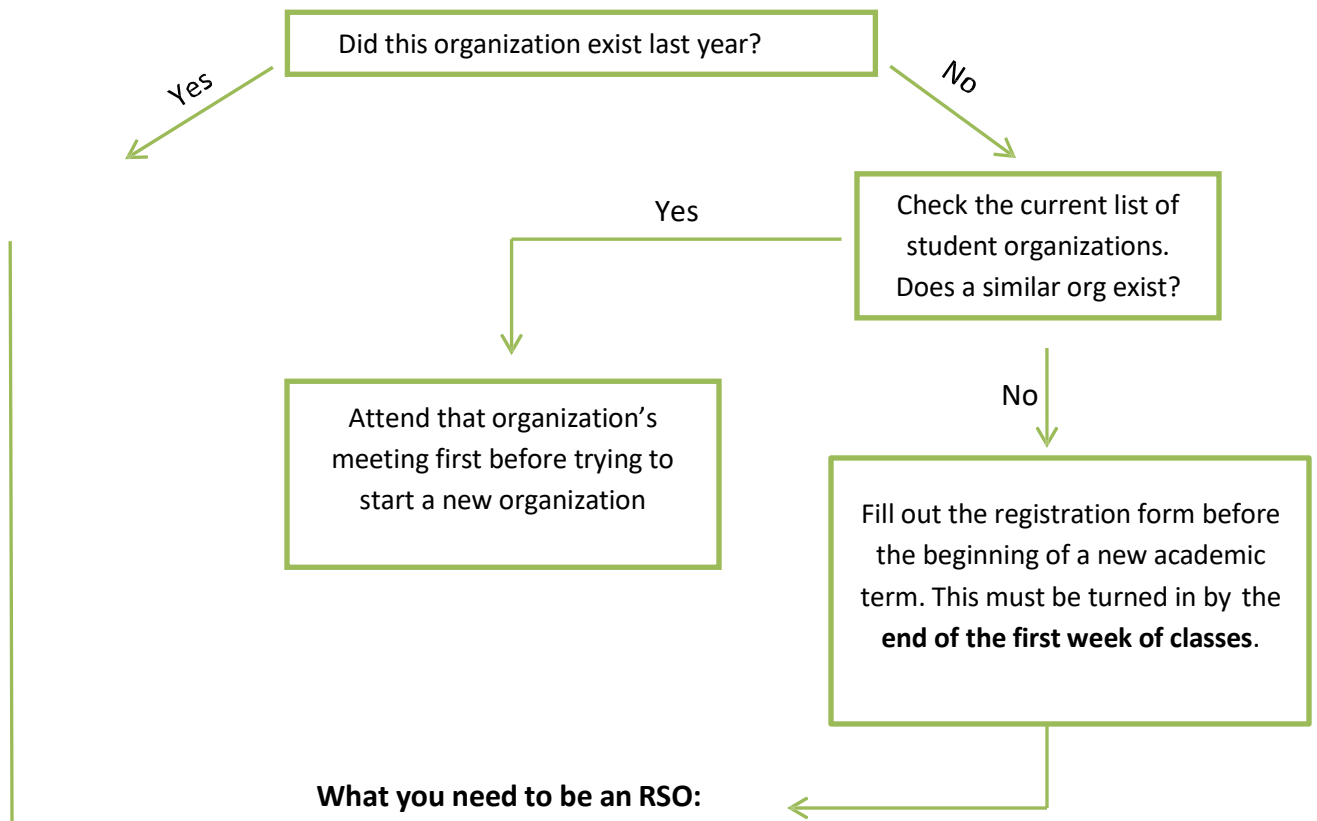 Did this organization exist last year?
Yes
No
Check the current list of
student organizations.
Does a similar org exist?
Yes
Attend that organization’s
meeting first before trying to
start a new organization
No
Fill out the registration form before
the beginning of a new academic
term. This must be turned in by the
end of the first week of classes.
What you need to be an RSO: